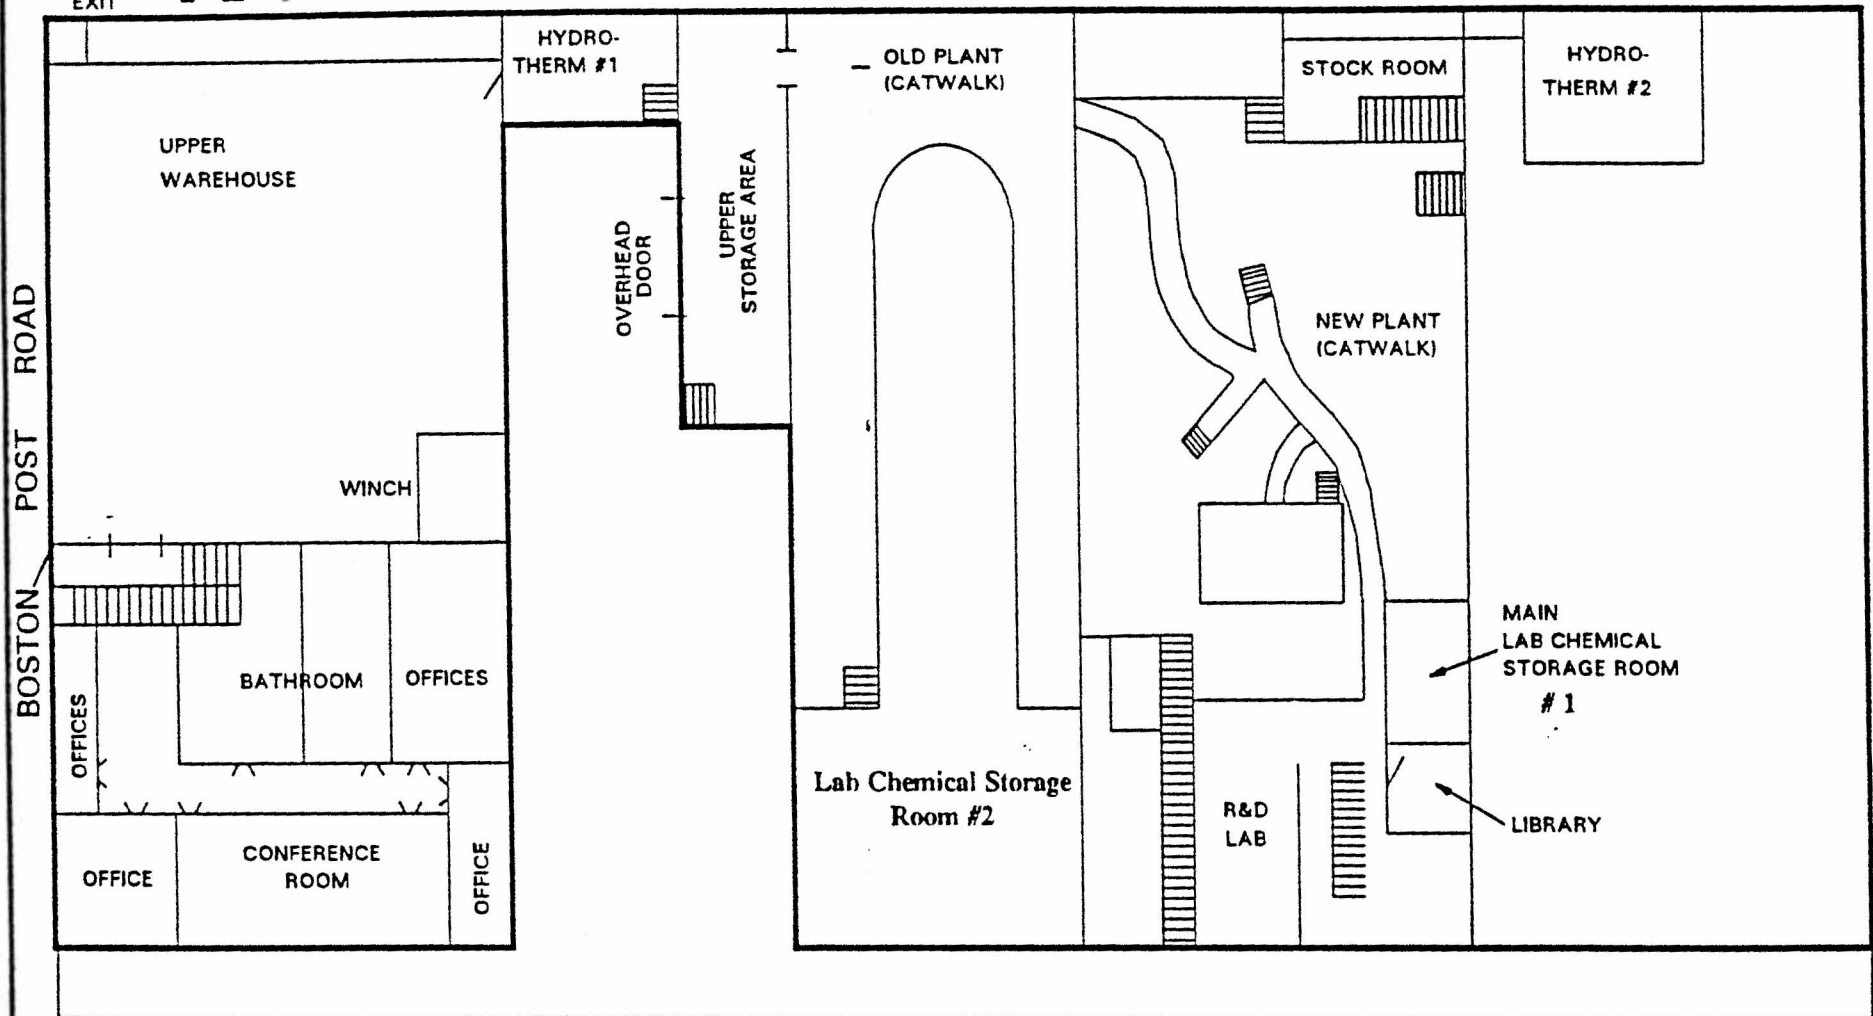 EXIT
HYDRO-
THERM #1
OLD PLANT
(CATWALK)
STOCK ROOM
HYDRO-
THERM #2
UPPER
WAREHOUSE
OVERHEAD
DOOR
UPPER
STORAGE AREA
NEW PLANT
(CATWALK)
BOSTON POST ROAD
WINCH
BATHROOM
OFFICES
OFFICES
MAIN
LAB CHEMICAL
STORAGE ROOM
# 1
Lab Chemical Storage
Room #2
R&D
LAB
LIBRARY
OFFICE
CONFERENCE
ROOM
OFFICE